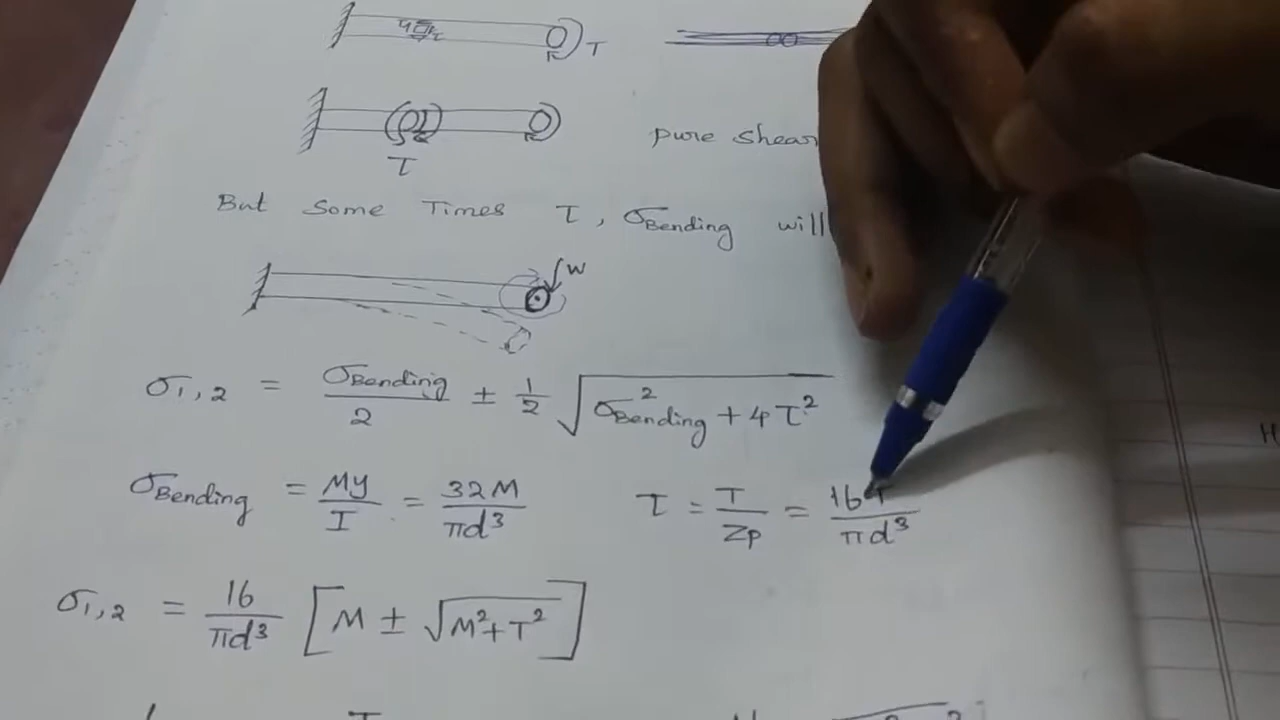 T
τ
pure shear
But Some Times τ, σBending will
W
σ1,2 = σBending/2 ± 1/2 √(σ²Bending + 4τ²)
σBending = My/I = 32M/πd³ τ = T/Zp = 16T/πd³
σ1,2 = 16/πd³ [M ± √(M²+T²)]